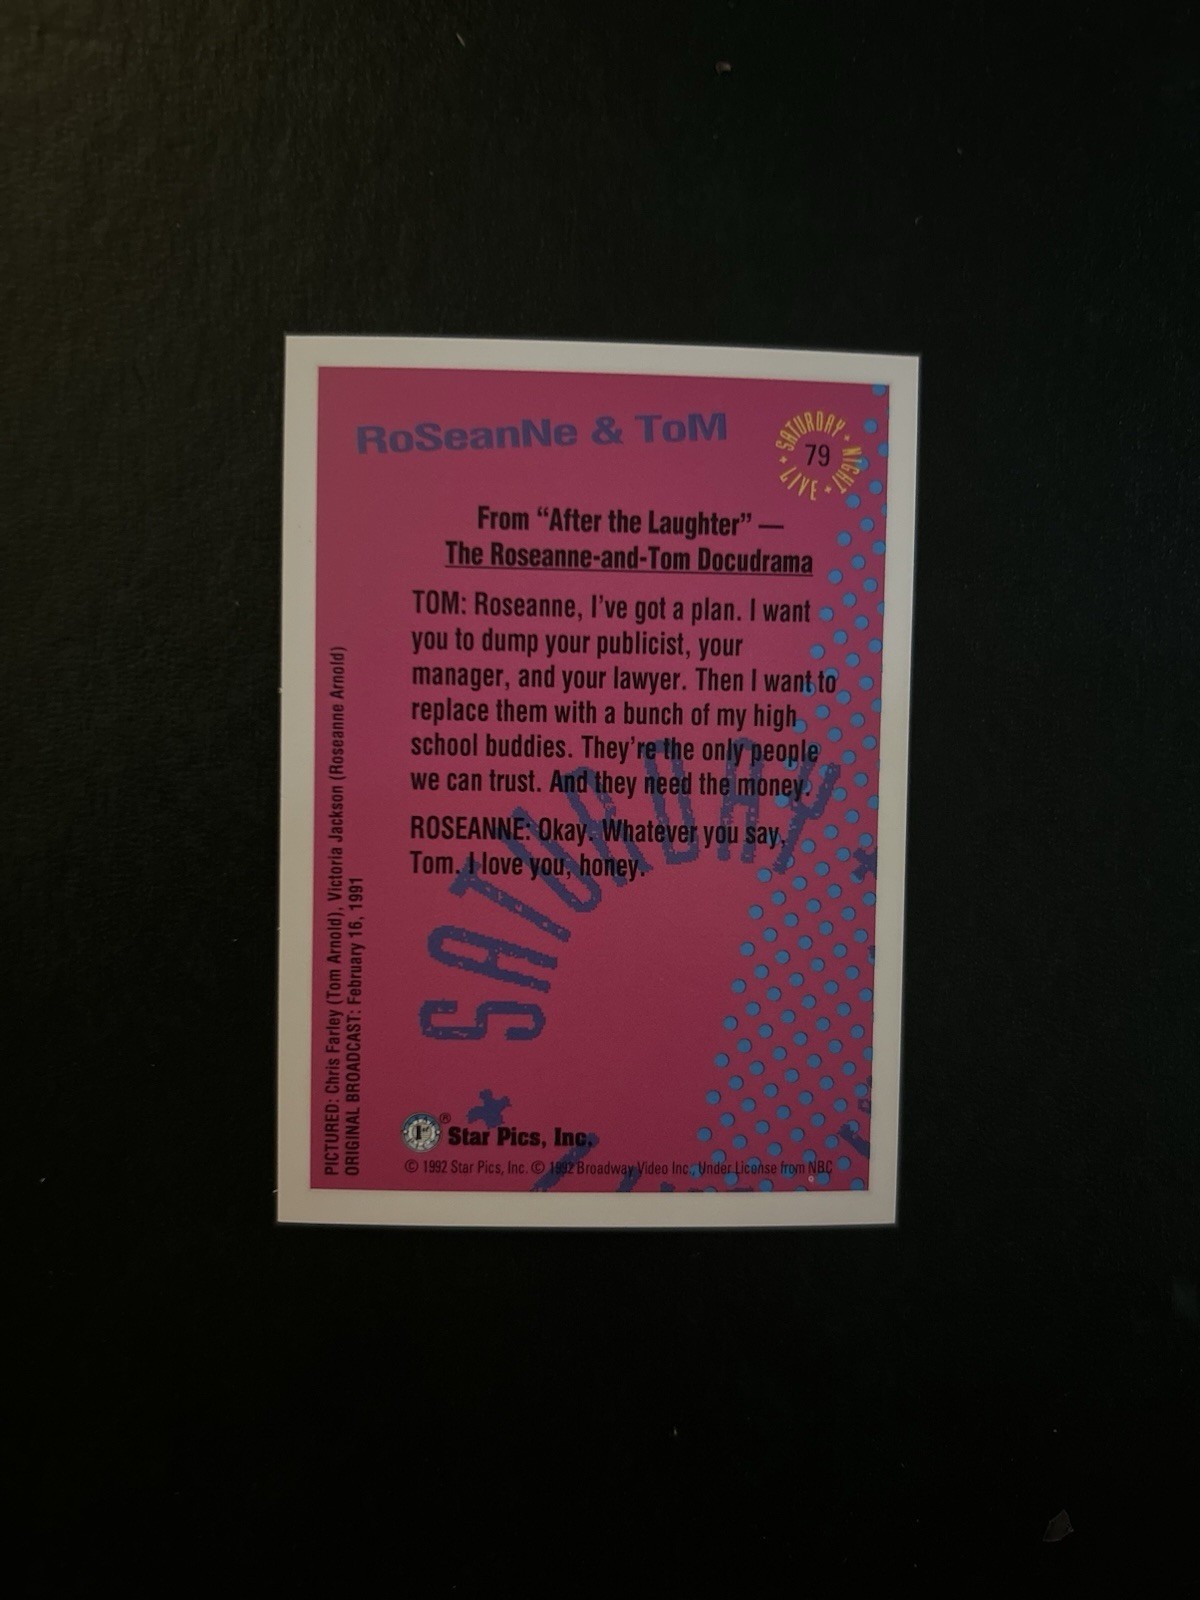 RoSeanNe & ToM
SATURDAY NIGHT LIVE
79
From “After the Laughter” —
The Roseanne-and-Tom Docudrama
TOM: Roseanne, I’ve got a plan. I want
you to dump your publicist, your
manager, and your lawyer. Then I want to
replace them with a bunch of my high
school buddies. They’re the only people
we can trust. And they need the money.
ROSEANNE: Okay. Whatever you say,
Tom. I love you, honey.
SATURDAY
PICTURED: Chris Farley (Tom Arnold), Victoria Jackson (Roseanne Arnold)
ORIGINAL BROADCAST: February 16, 1991
1st ® Star Pics, Inc.
© 1992 Star Pics, Inc. © 1992 Broadway Video Inc., Under License from NBC